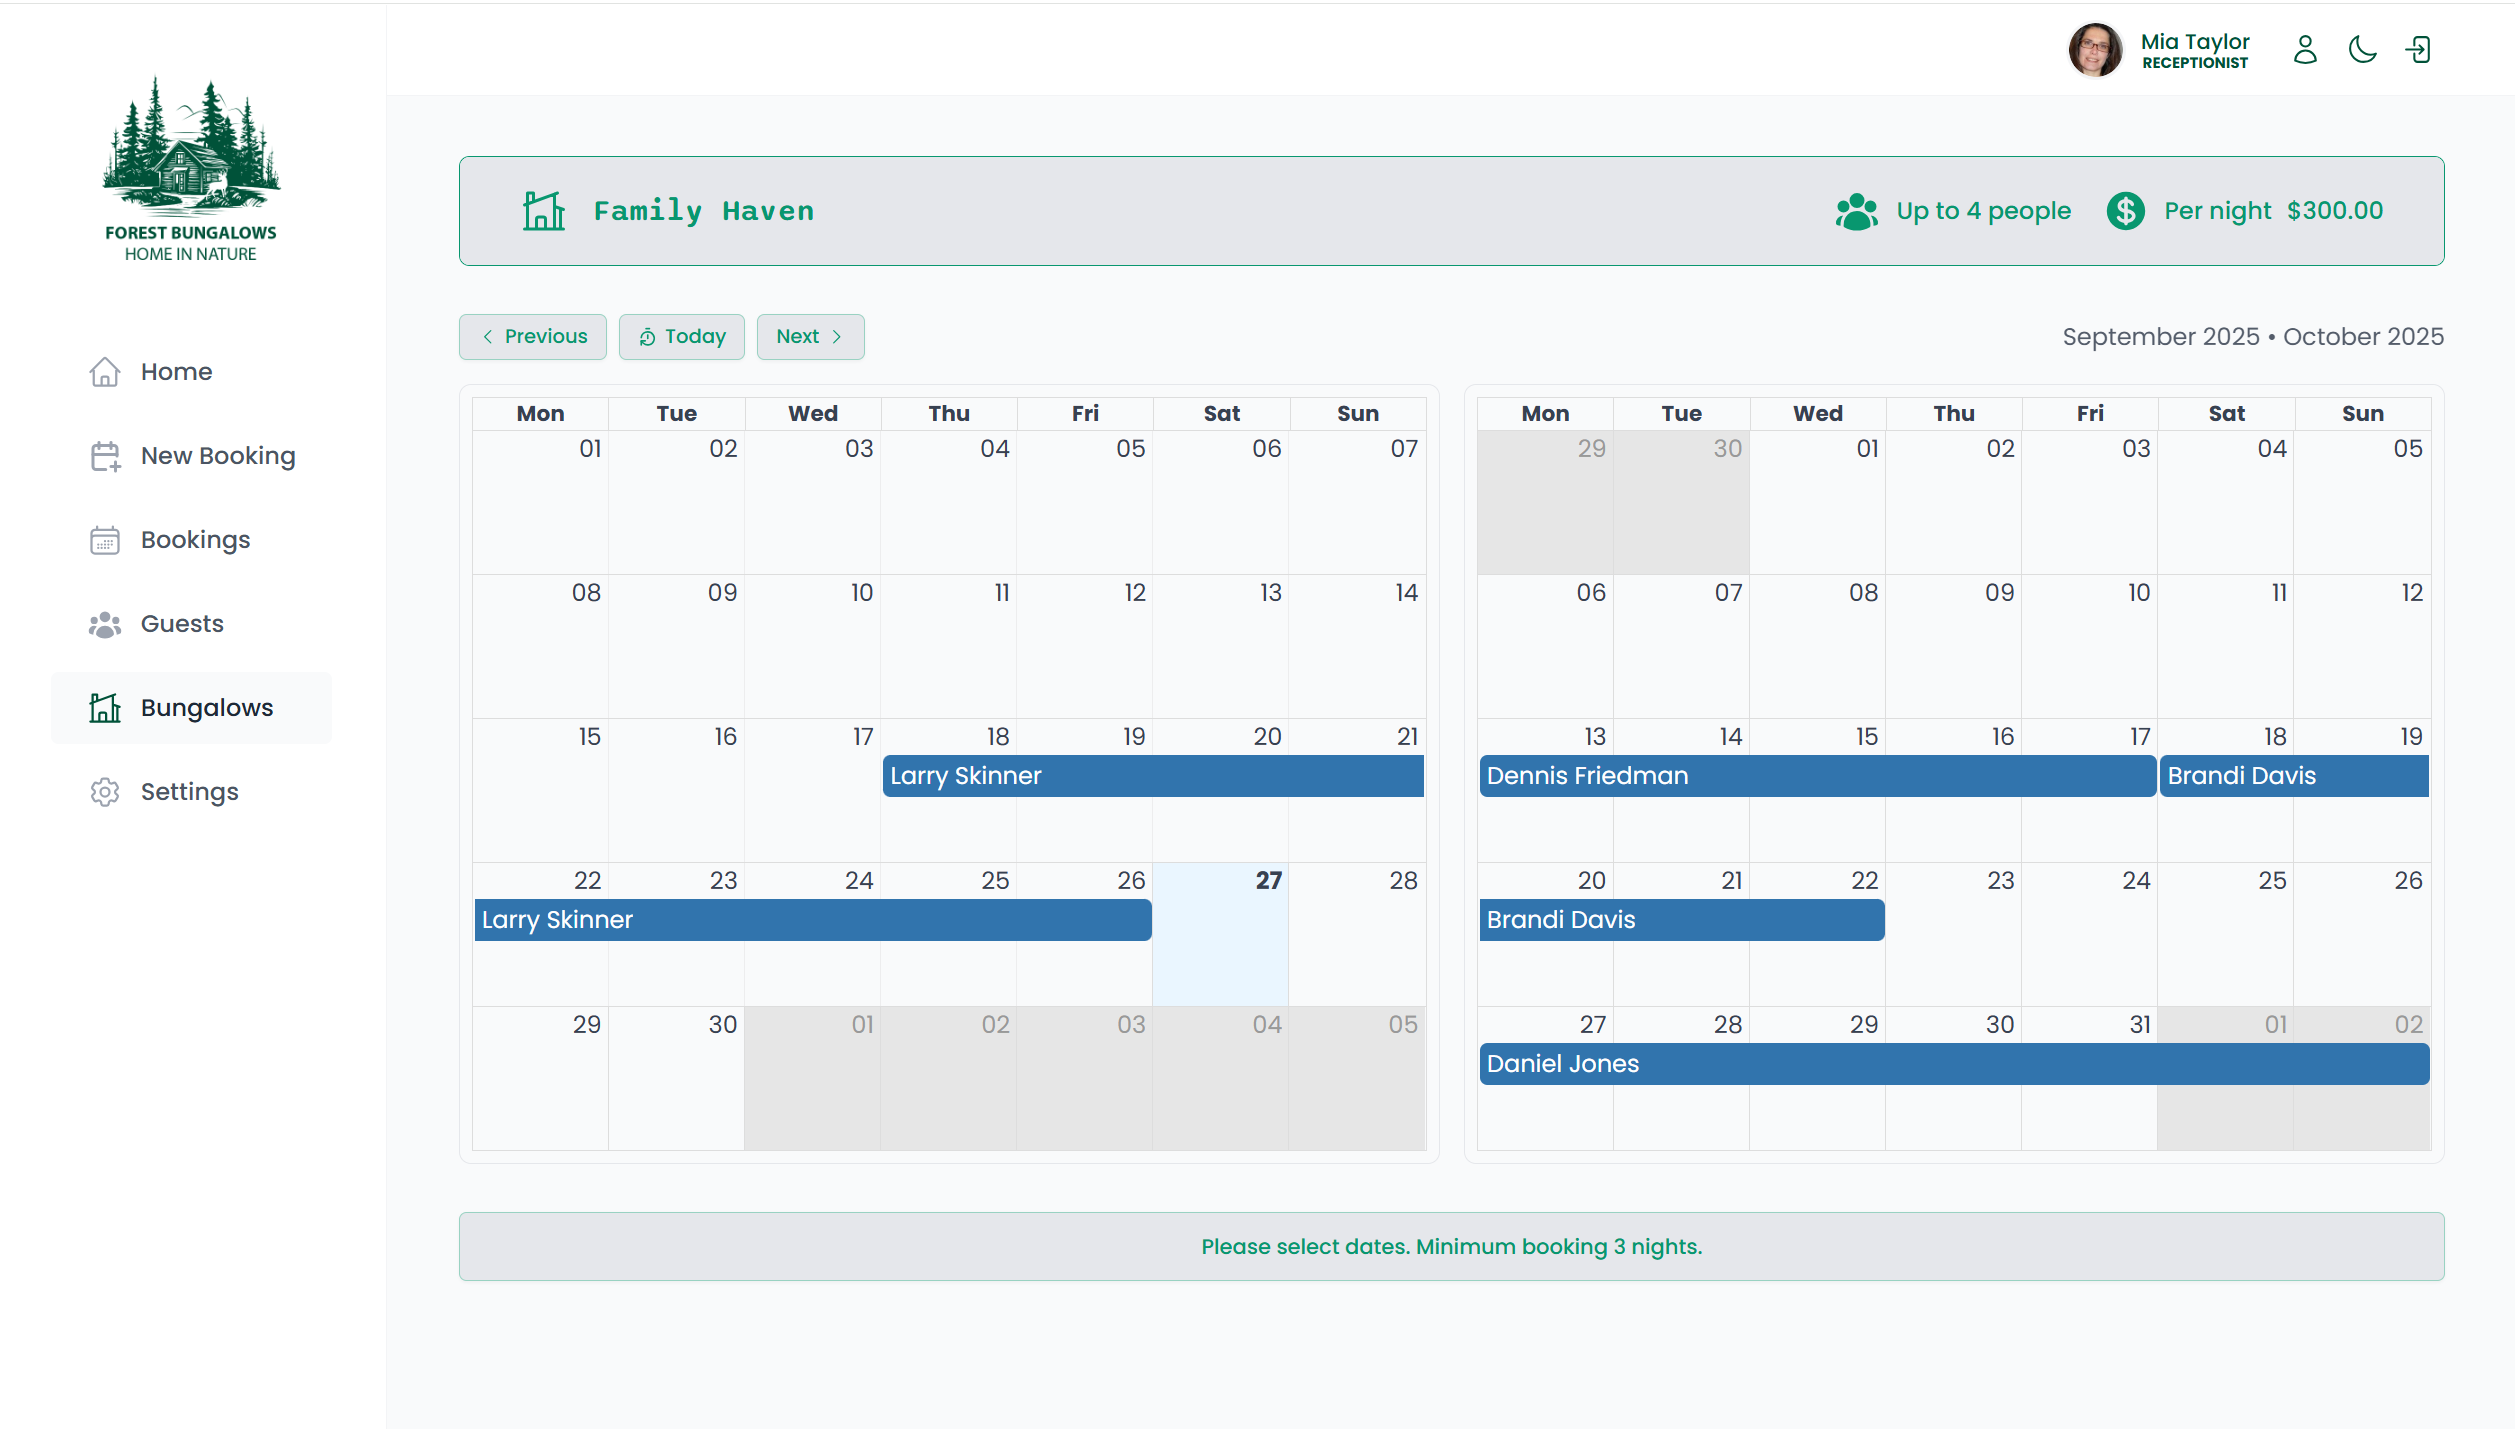 FOREST BUNGALOWS
HOME IN NATURE
Home
New Booking
Bookings
Guests
Bungalows
Settings
Mia Taylor
RECEPTIONIST
Family Haven
Up to 4 people
Per night $300.00
Previous
Today
Next
September 2025 • October 2025
Mon Tue Wed Thu Fri Sat Sun
01 02 03 04 05 06 07
08 09 10 11 12 13 14
15 16 17 18 19 20 21
Larry Skinner
22 23 24 25 26 27 28
Larry Skinner
29 30 01 02 03 04 05
Mon Tue Wed Thu Fri Sat Sun
29 30 01 02 03 04 05
06 07 08 09 10 11 12
13 14 15 16 17 18 19
Dennis Friedman Brandi Davis
20 21 22 23 24 25 26
Brandi Davis
27 28 29 30 31 01 02
Daniel Jones
Please select dates. Minimum booking 3 nights.